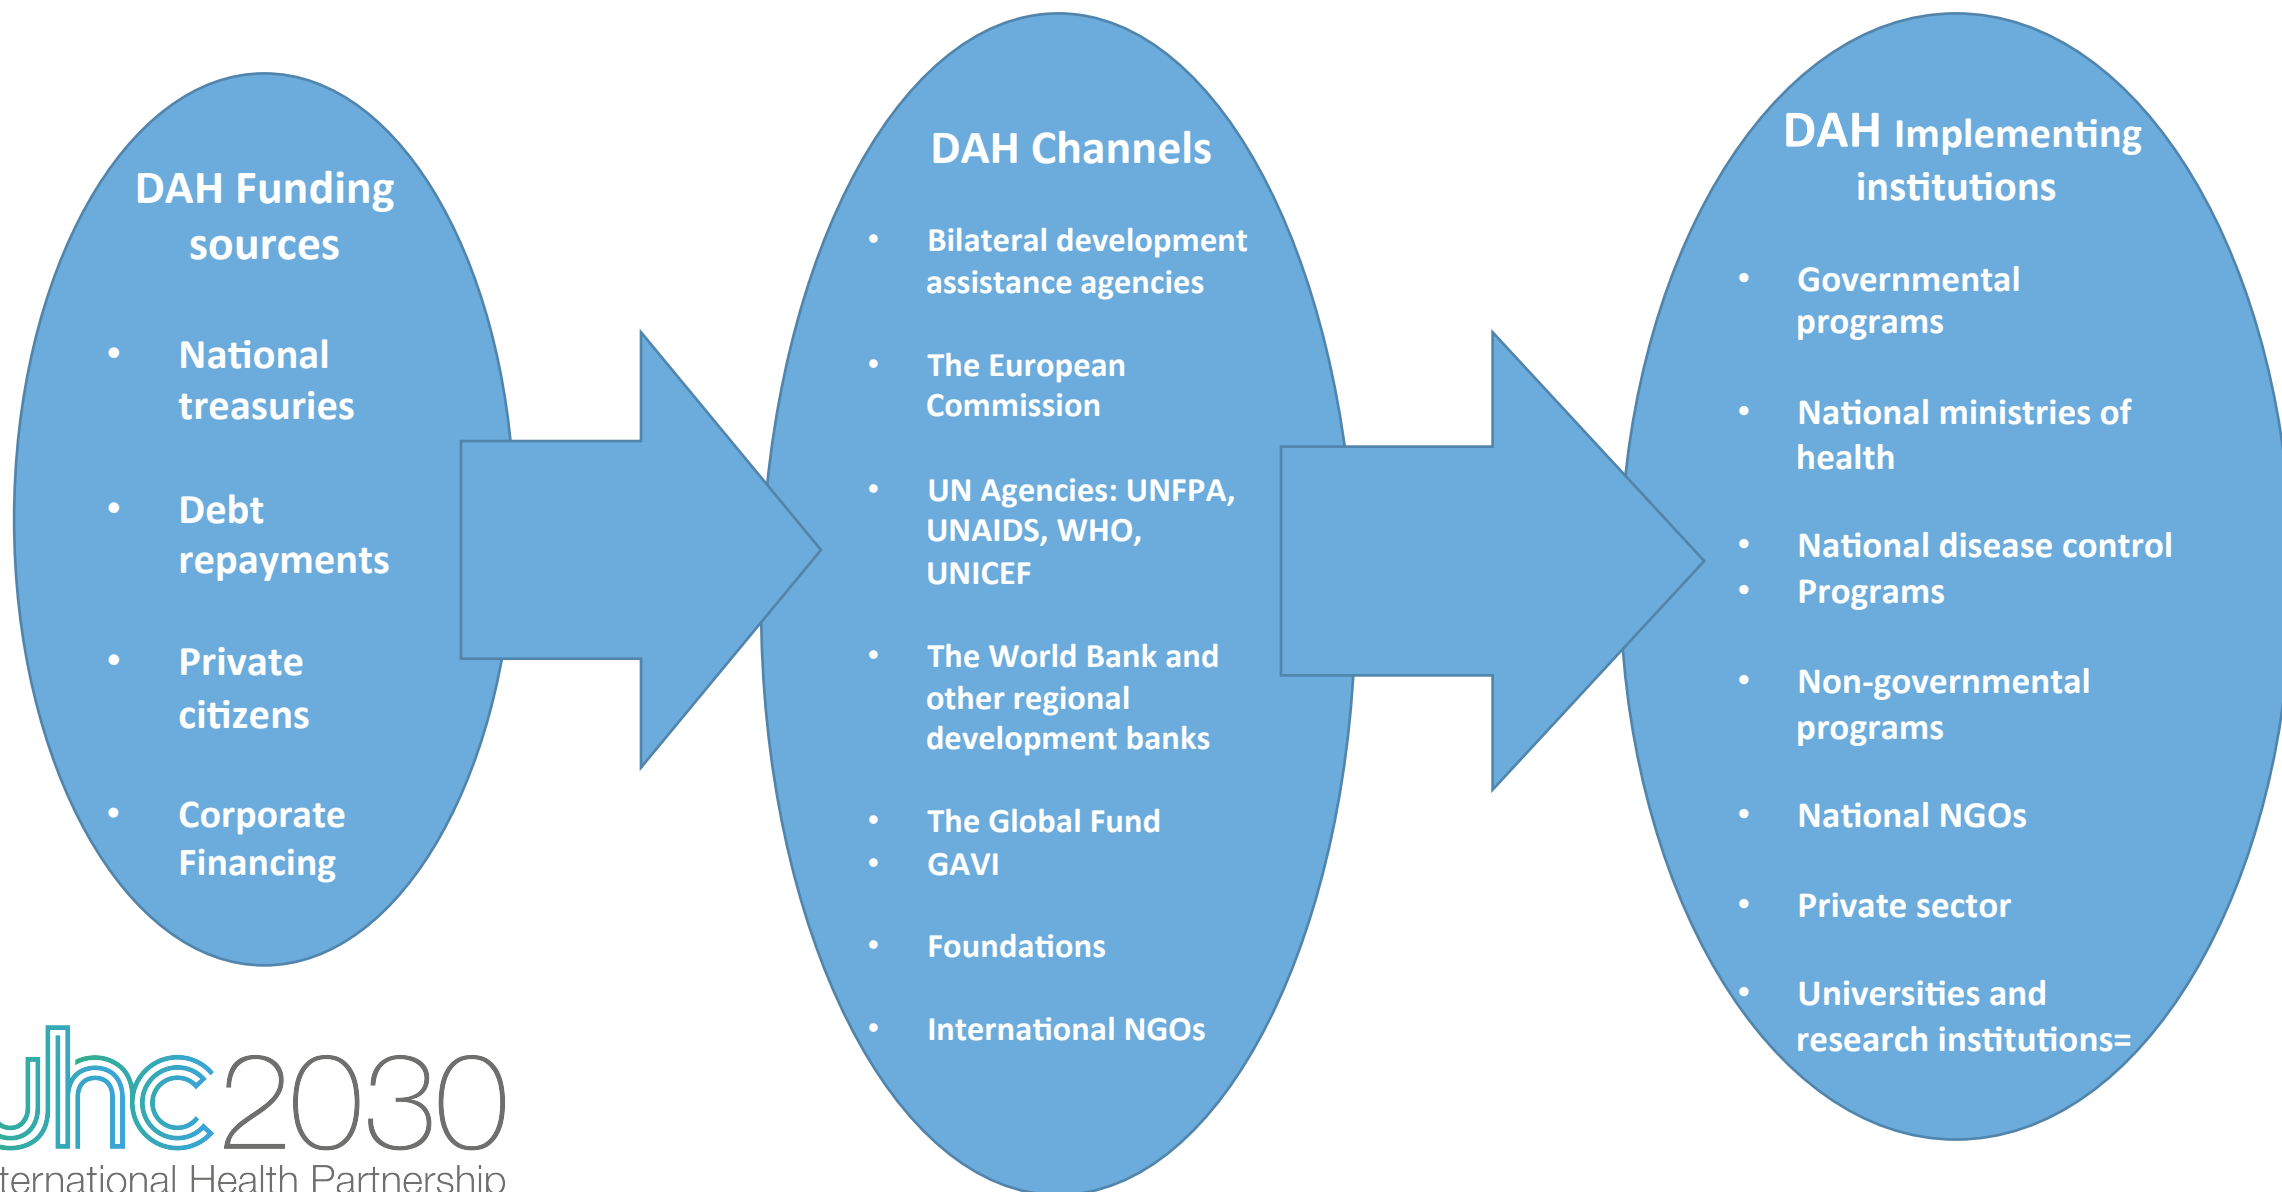 DAH Funding
sources
• National
treasuries
• Debt
repayments
• Private
citizens
• Corporate
Financing
DAH Channels
• Bilateral development
assistance agencies
• The European
Commission
• UN Agencies: UNFPA,
UNAIDS, WHO,
UNICEF
• The World Bank and
other regional
development banks
• The Global Fund
• GAVI
• Foundations
• International NGOs
DAH Implementing
institutions
• Governmental
programs
• National ministries of
health
• National disease control
• Programs
• Non-governmental
programs
• National NGOs
• Private sector
• Universities and
research institutions=
uhc2030
nternational Health Partnership